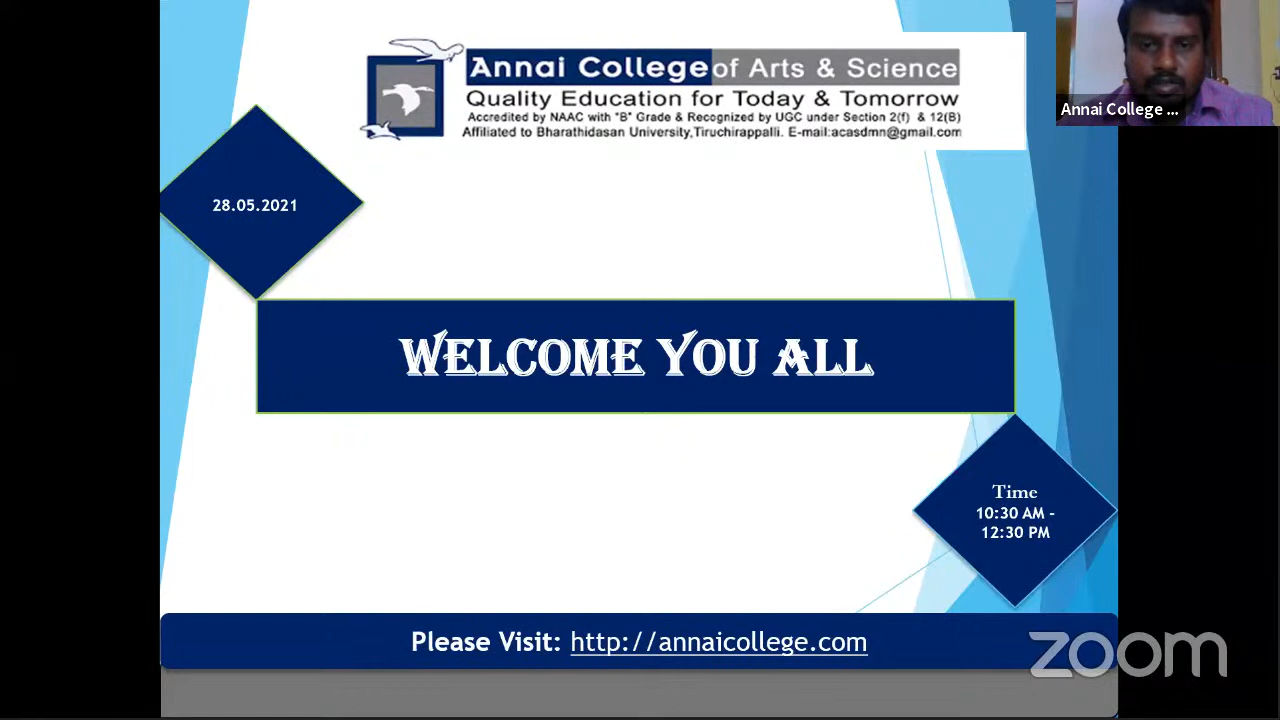 Annai College of Arts & Science
Quality Education for Today & Tomorrow
Accredited by NAAC with "B" Grade & Recognized by UGC under Section 2(f) & 12(B)
Affiliated to Bharathidasan University,Tiruchirappalli. E-mail:acasdmn@gmail.com
Annai College ...
28.05.2021
WELCOME YOU ALL
Time
10:30 AM -
12:30 PM
Please Visit: http://annaicollege.com
zoom